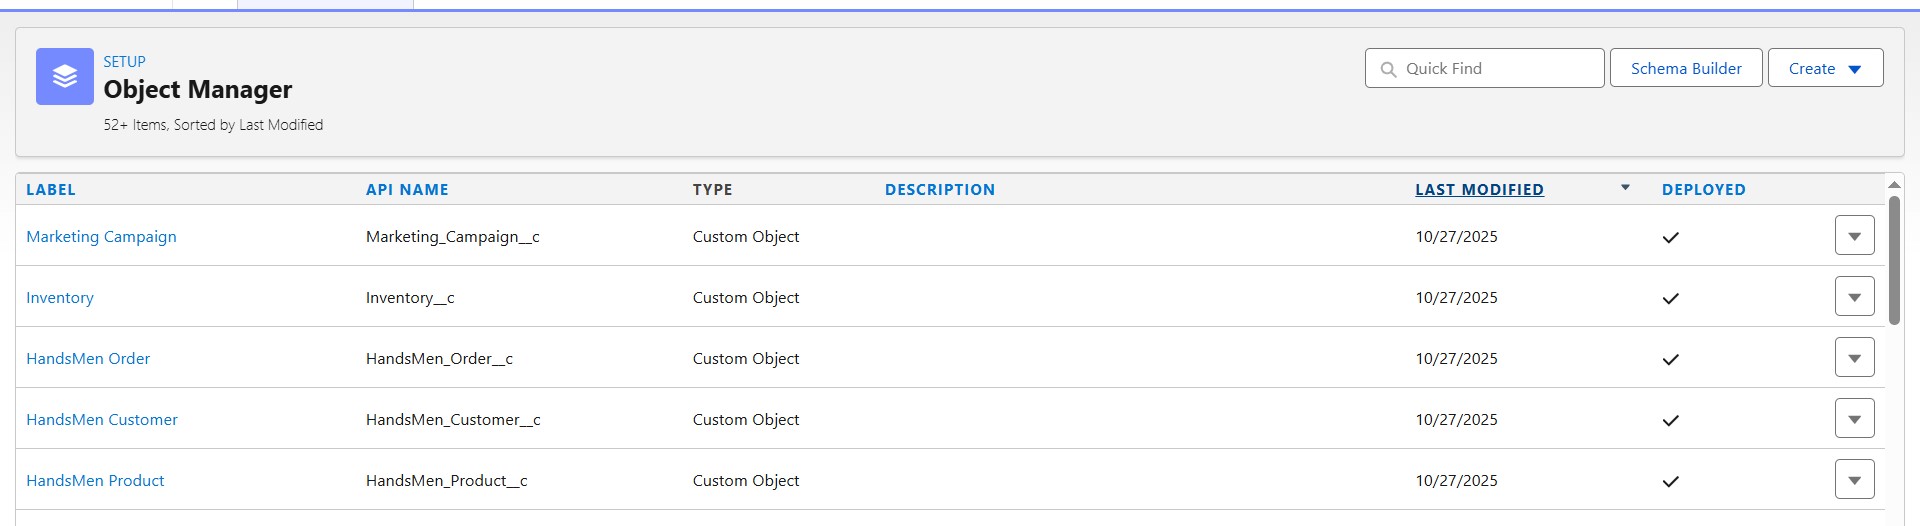 SETUP
Object Manager
52+ Items, Sorted by Last Modified
Quick Find
Schema Builder
Create
LABEL API NAME TYPE DESCRIPTION LAST MODIFIED DEPLOYED
Marketing Campaign Marketing_Campaign__c Custom Object 10/27/2025
Inventory Inventory__c Custom Object 10/27/2025
HandsMen Order HandsMen_Order__c Custom Object 10/27/2025
HandsMen Customer HandsMen_Customer__c Custom Object 10/27/2025
HandsMen Product HandsMen_Product__c Custom Object 10/27/2025